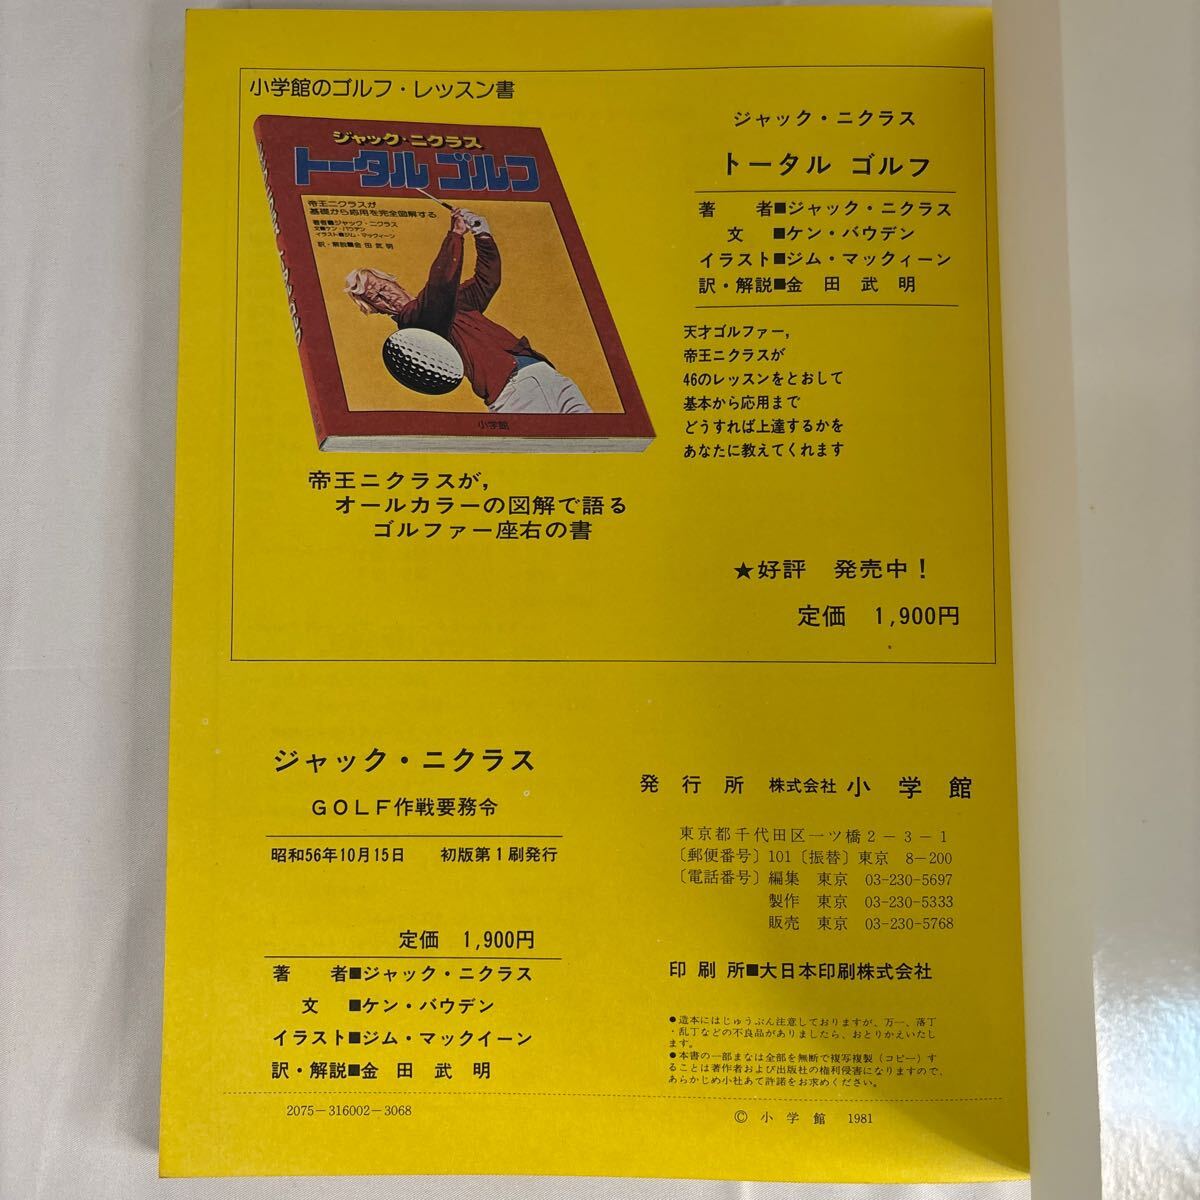 小学館のゴルフ・レッスン書
ジャック・ニクラス
トータル ゴルフ
帝王ニクラスが
基礎から応用を完全図解する
著者■ジャック・ニクラス
文■ケン・バウデン
イラスト■ジム・マックィーン
訳・解説■金田武明
小学館
帝王ニクラスが,
オールカラーの図解で語る
ゴルファー座右の書
ジャック・ニクラス
トータル ゴルフ
著　者■ジャック・ニクラス
文　■ケン・バウデン
イラスト■ジム・マックィーン
訳・解説■金　田　武　明
天才ゴルファー,
帝王ニクラスが
46のレッスンをとおして
基本から応用まで
どうすれば上達するかを
あなたに教えてくれます
★好評　発売中！
定価　1,900円
ジャック・ニクラス
GOLF作戦要務令
昭和56年10月15日　初版第1刷発行
定価　1,900円
著　者■ジャック・ニクラス
文　■ケン・バウデン
イラスト■ジム・マックイーン
訳・解説■金　田　武　明
2075-316002-3068
発　行　所　株式会社 小　学　館
東京都千代田区一ツ橋2-3-1
〔郵便番号〕101〔振替〕東京　8-200
〔電話番号〕編集　東京　03-230-5697
製作　東京　03-230-5333
販売　東京　03-230-5768
印 刷 所■大日本印刷株式会社
●造本にはじゅうぶん注意しておりますが、万一、落丁
・乱丁などの不良品がありましたら、おとりかえいたし
ます。
●本書の一部または全部を無断で複写複製（コピー）す
ることは著作者および出版社の権利侵害になりますので、
あらかじめ小社あて許諾をお求めください。
© 小 学 館　1981